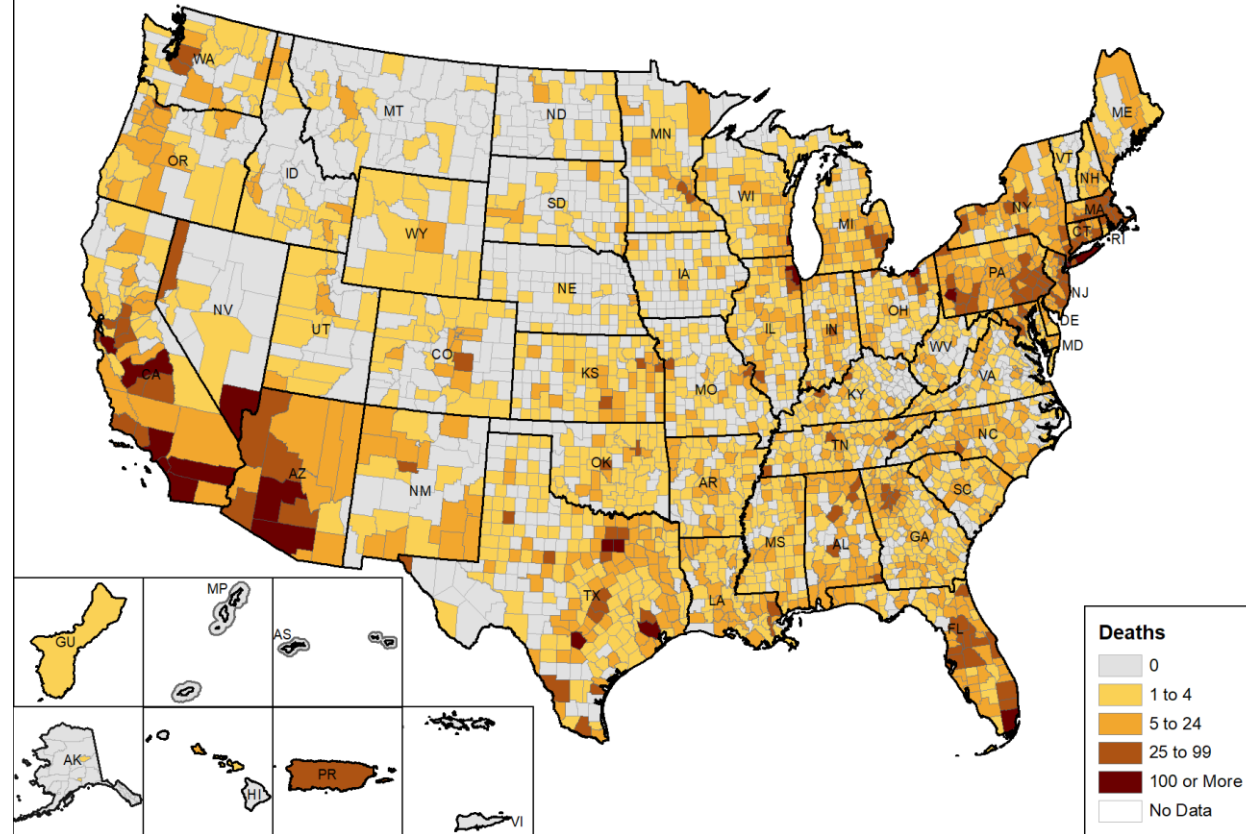 WA
MT
ND
MN
ME
OR
ID
SD
WI
MI
VT
NH
NY
MA
CT
RI
WY
NE
IA
PA
NJ
NV
UT
CO
IL
IN
OH
DE
MD
WV
VA
CA
KS
MO
KY
AZ
NM
OK
AR
TN
NC
SC
TX
LA
MS
AL
GA
FL
GU
MP
AS
AK
HI
PR
VI
Deaths
0
1 to 4
5 to 24
25 to 99
100 or More
No Data